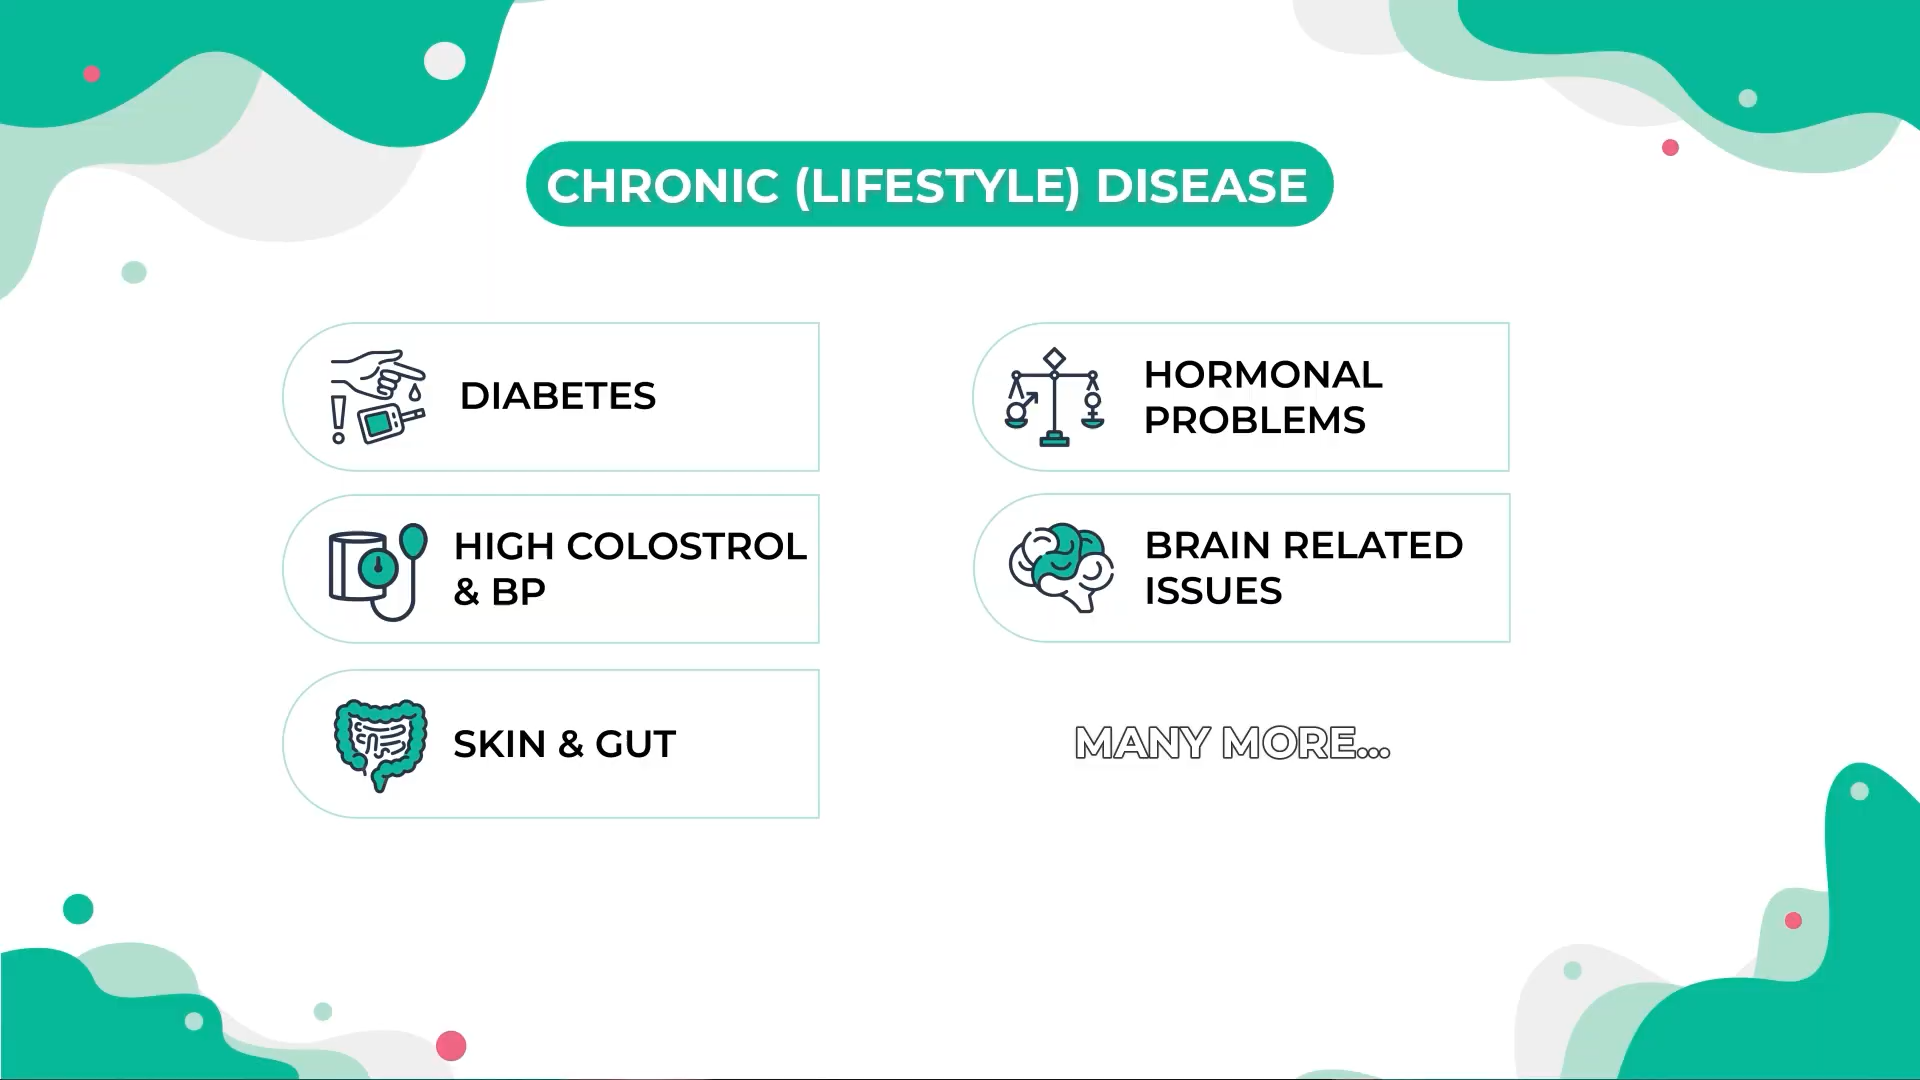 CHRONIC (LIFESTYLE) DISEASE
DIABETES
HIGH COLOSTROL
& BP
SKIN & GUT
HORMONAL
PROBLEMS
BRAIN RELATED
ISSUES
MANY MORE...